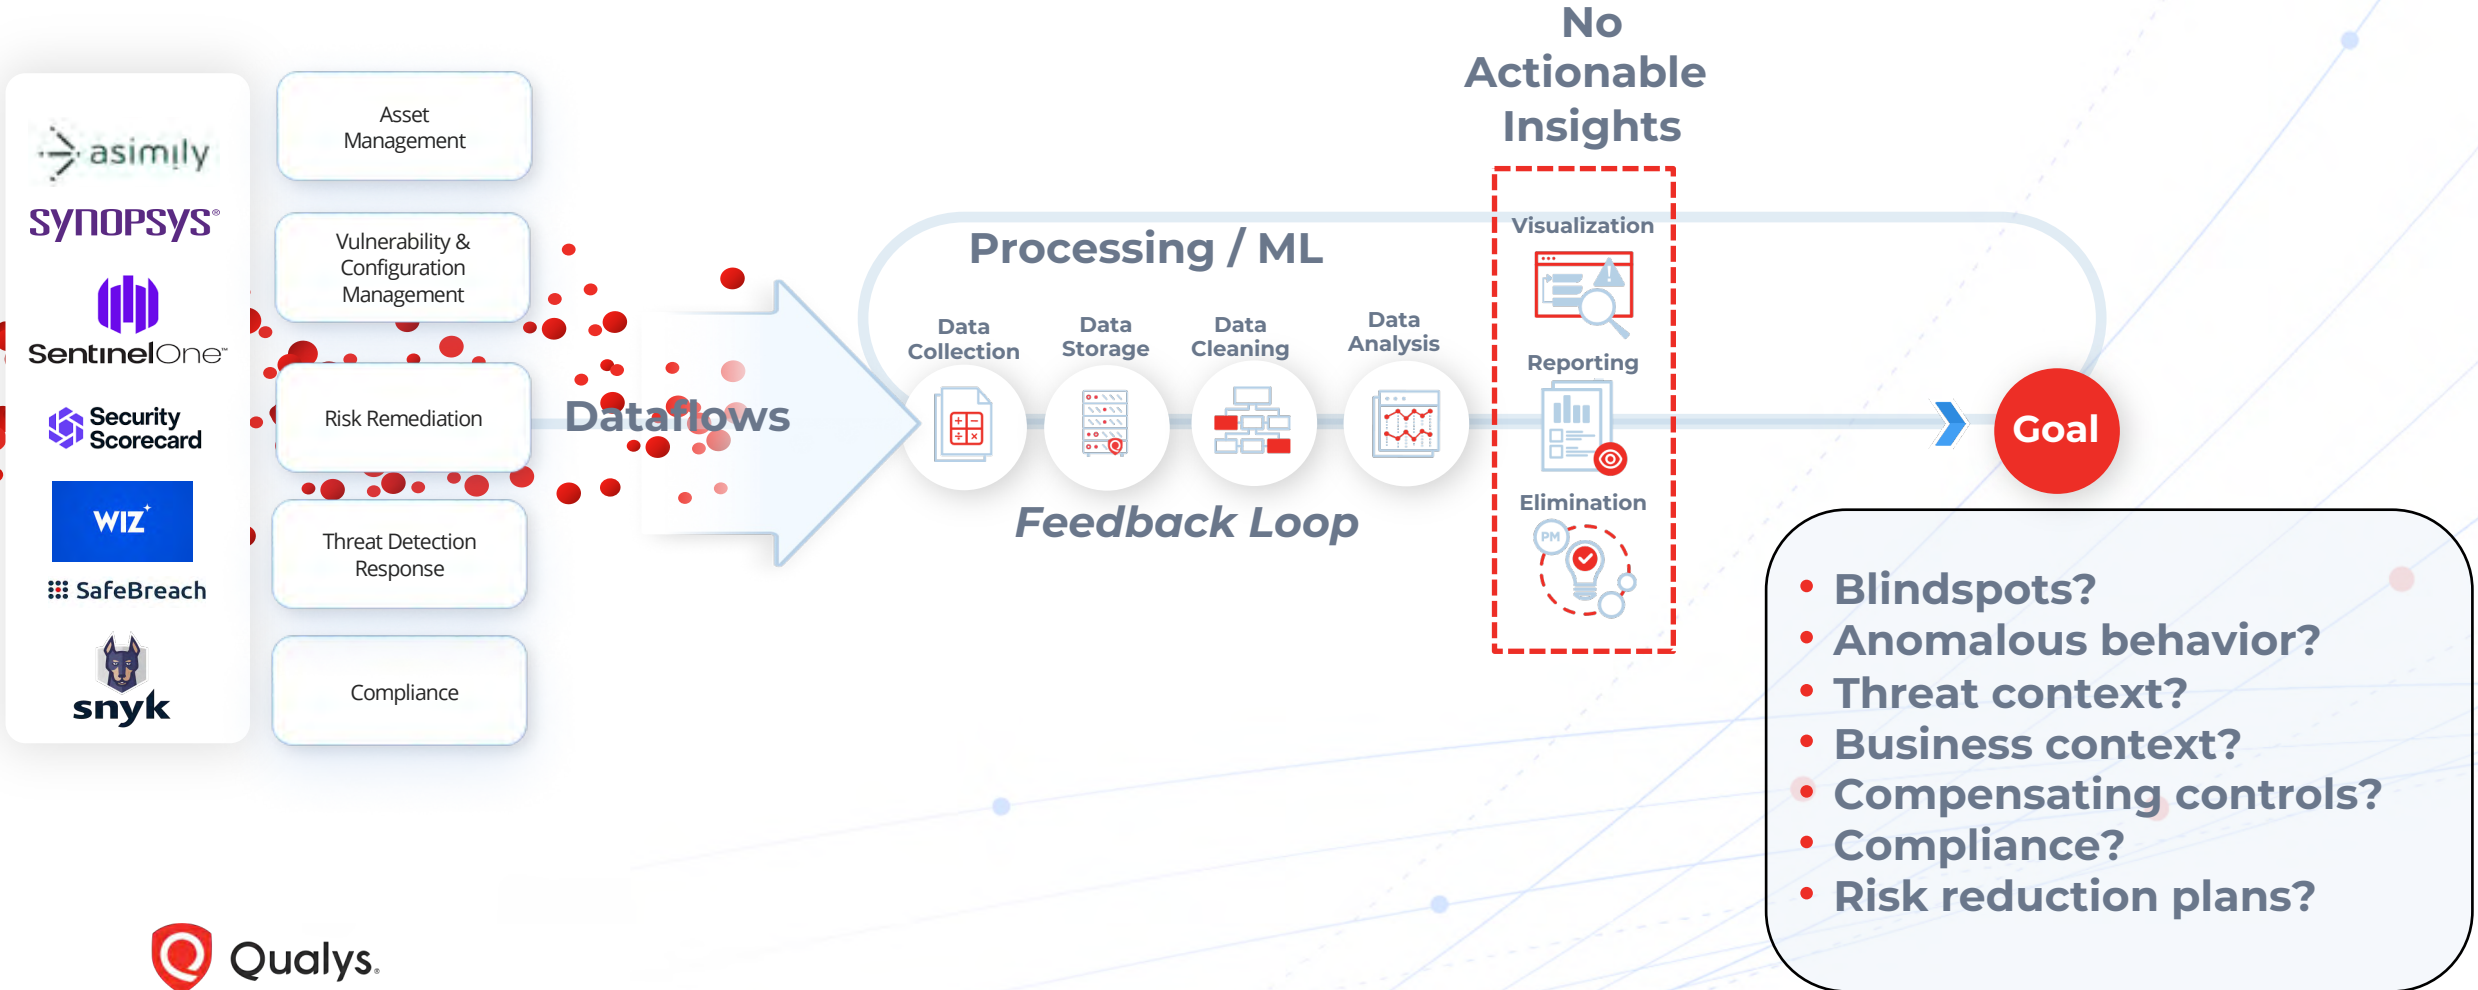 asimily
SYNOPSYS®
SentinelOne™
Security
Scorecard
WIZ
SafeBreach
snyk
Asset
Management
Vulnerability &
Configuration
Management
Risk Remediation
Threat Detection
Response
Compliance
Dataflows
Processing / ML
Data
Collection
Data
Storage
Data
Cleaning
Data
Analysis
Feedback Loop
No
Actionable
Insights
Visualization
Reporting
Elimination
PM
Goal
• Blindspots?
• Anomalous behavior?
• Threat context?
• Business context?
• Compensating controls?
• Compliance?
• Risk reduction plans?
Qualys.